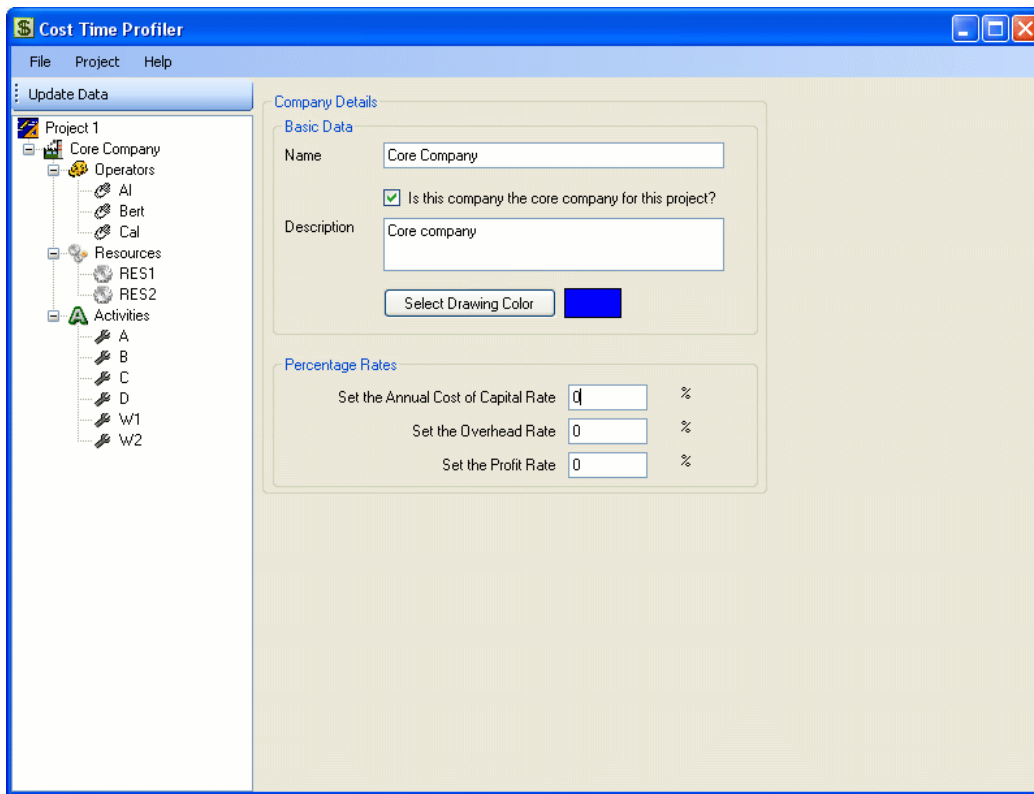 Cost Time Profiler
File Project Help
Update Data
Project 1
Core Company
Operators
Al
Bert
Cal
Resources
RES1
RES2
Activities
A
B
C
D
W1
W2
Company Details
Basic Data
Name Core Company
Is this company the core company for this project?
Description Core company
Select Drawing Color
Percentage Rates
Set the Annual Cost of Capital Rate 0 %
Set the Overhead Rate 0 %
Set the Profit Rate 0 %